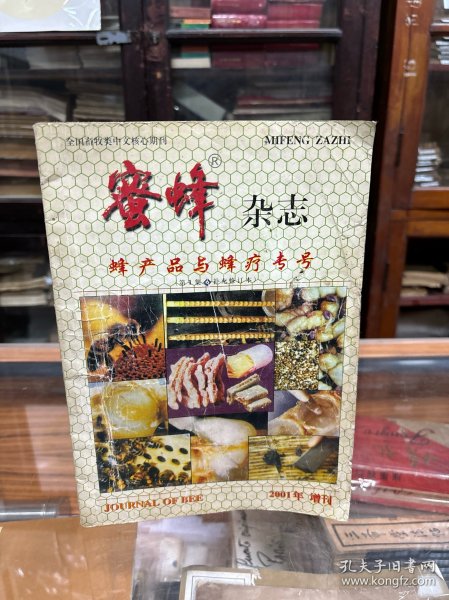 全国畜牧类中文核心期刊
MIFENG ZAZHI
蜜蜂®
杂志
蜂产品与蜂疗专号
JOURNAL OF BEE
2001年 增刊
孔夫子旧书网
www.kongfz.com